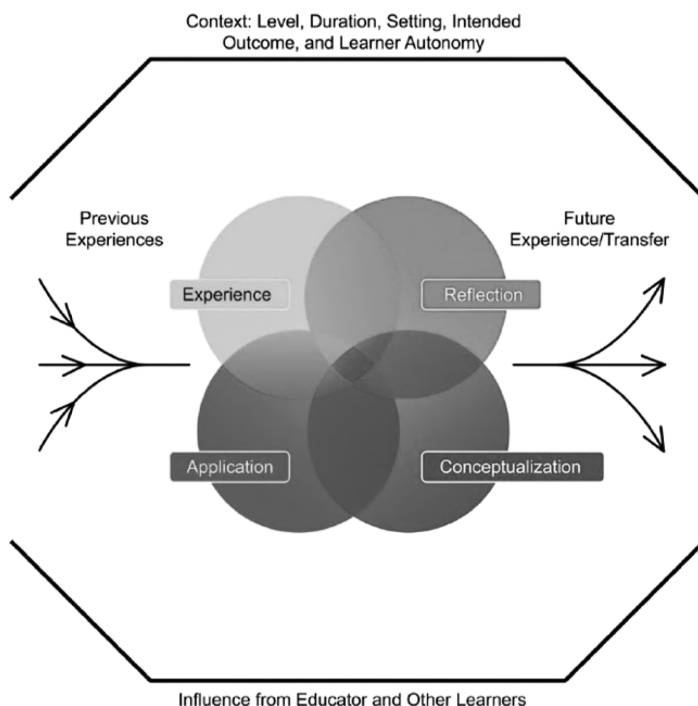 Context: Level, Duration, Setting, Intended
Outcome, and Learner Autonomy
Previous
Experiences
Future
Experience/Transfer
Experience
Reflection
Application
Conceptualization
Influence from Educator and Other Learners